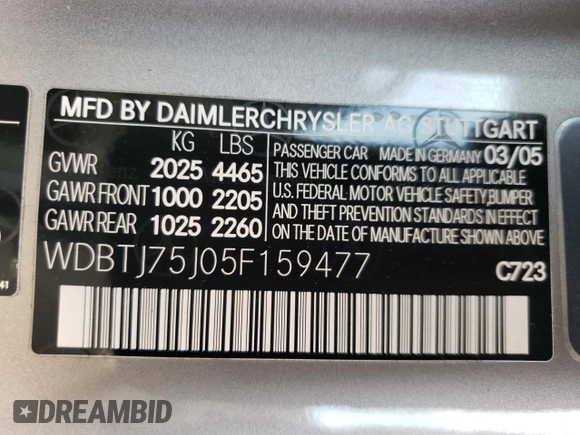 MFD BY DAIMLERCHRYSLER AG STUTTGART
KG LBS
GVWR 2025 4465
GAWR FRONT 1000 2205
GAWR REAR 1025 2260
PASSENGER CAR MADE IN GERMANY 03/05
THIS VEHICLE CONFORMS TO ALL APPLICABLE
U.S. FEDERAL MOTOR VEHICLE SAFETY, BUMPER
AND THEFT PREVENTION STANDARDS IN EFFECT
ON THE DATE OF MANUFACTURE SHOWN ABOVE.
WDBTJ75J05F159477
C723
41
DREAMBID